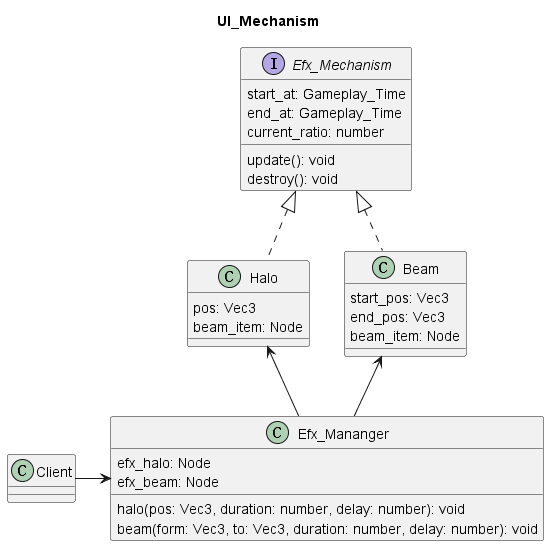 UI_Mechanism
I Efx_Mechanism
start_at: Gameplay_Time
end_at: Gameplay_Time
current_ratio: number
update(): void
destroy(): void
C Halo
pos: Vec3
beam_item: Node
C Beam
start_pos: Vec3
end_pos: Vec3
beam_item: Node
C Client
C Efx_Mananger
efx_halo: Node
efx_beam: Node
halo(pos: Vec3, duration: number, delay: number): void
beam(form: Vec3, to: Vec3, duration: number, delay: number): void